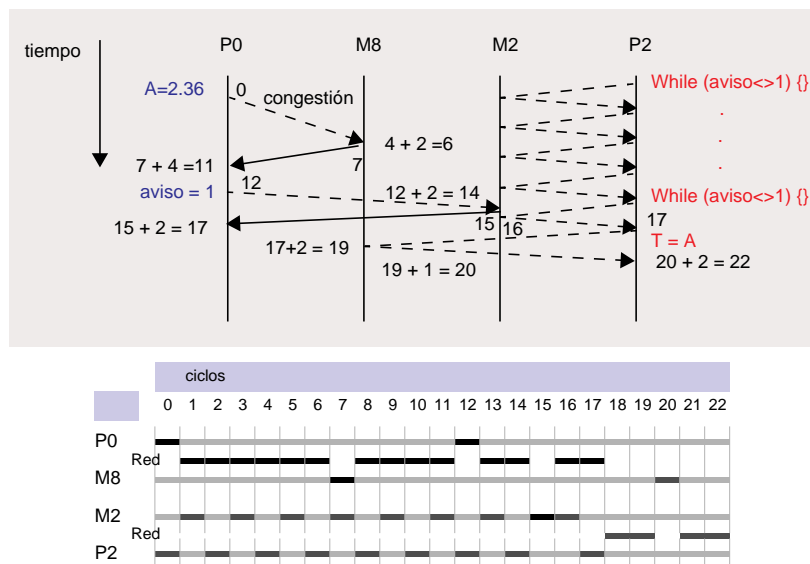 P0 M8 M2 P2
tiempo
A=2.36 0 congestión While (aviso<>1) {}
.
4 + 2 =6 .
7 + 4 =11 7 .
aviso = 1 12 12 + 2 = 14 While (aviso<>1) {}
15 + 2 = 17 15 16 17
17+2 = 19 T = A
19 + 1 = 20 20 + 2 = 22
ciclos
0 1 2 3 4 5 6 7 8 9 10 11 12 13 14 15 16 17 18 19 20 21 22
P0
Red
M8
M2
Red
P2